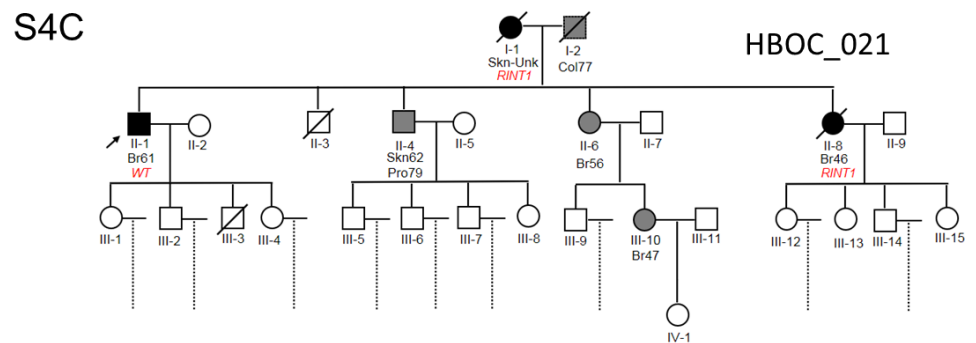 S4C
HBOC_021
I-1
I-2
Skn-Unk
Col77
RINT1
II-1
II-2
II-3
II-4
II-5
II-6
II-7
II-8
II-9
Br61
Skn62
Br56
Br46
WT
Pro79
RINT1
III-1
III-2
III-3
III-4
III-5
III-6
III-7
III-8
III-9
III-10
III-11
III-12
III-13
III-14
III-15
Br47
IV-1